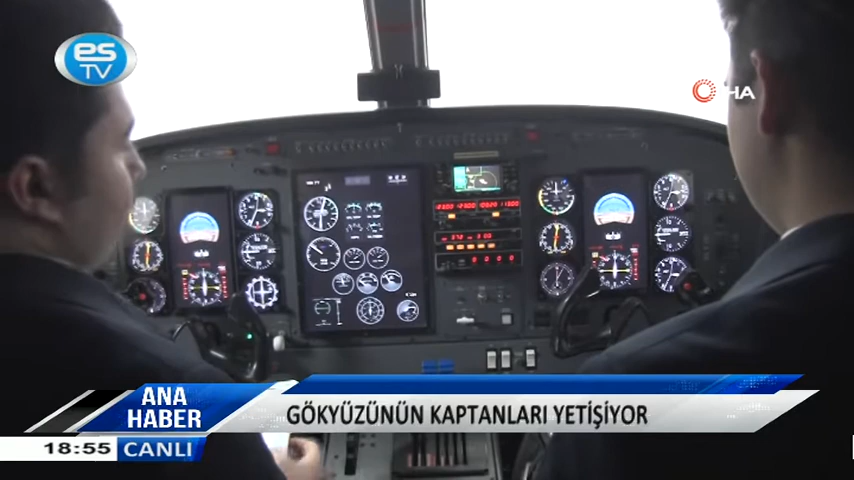 es
TV
HA
ANA
HABER
GÖKYÜZÜNÜN KAPTANLARI YETİŞİYOR
18:55 CANLI